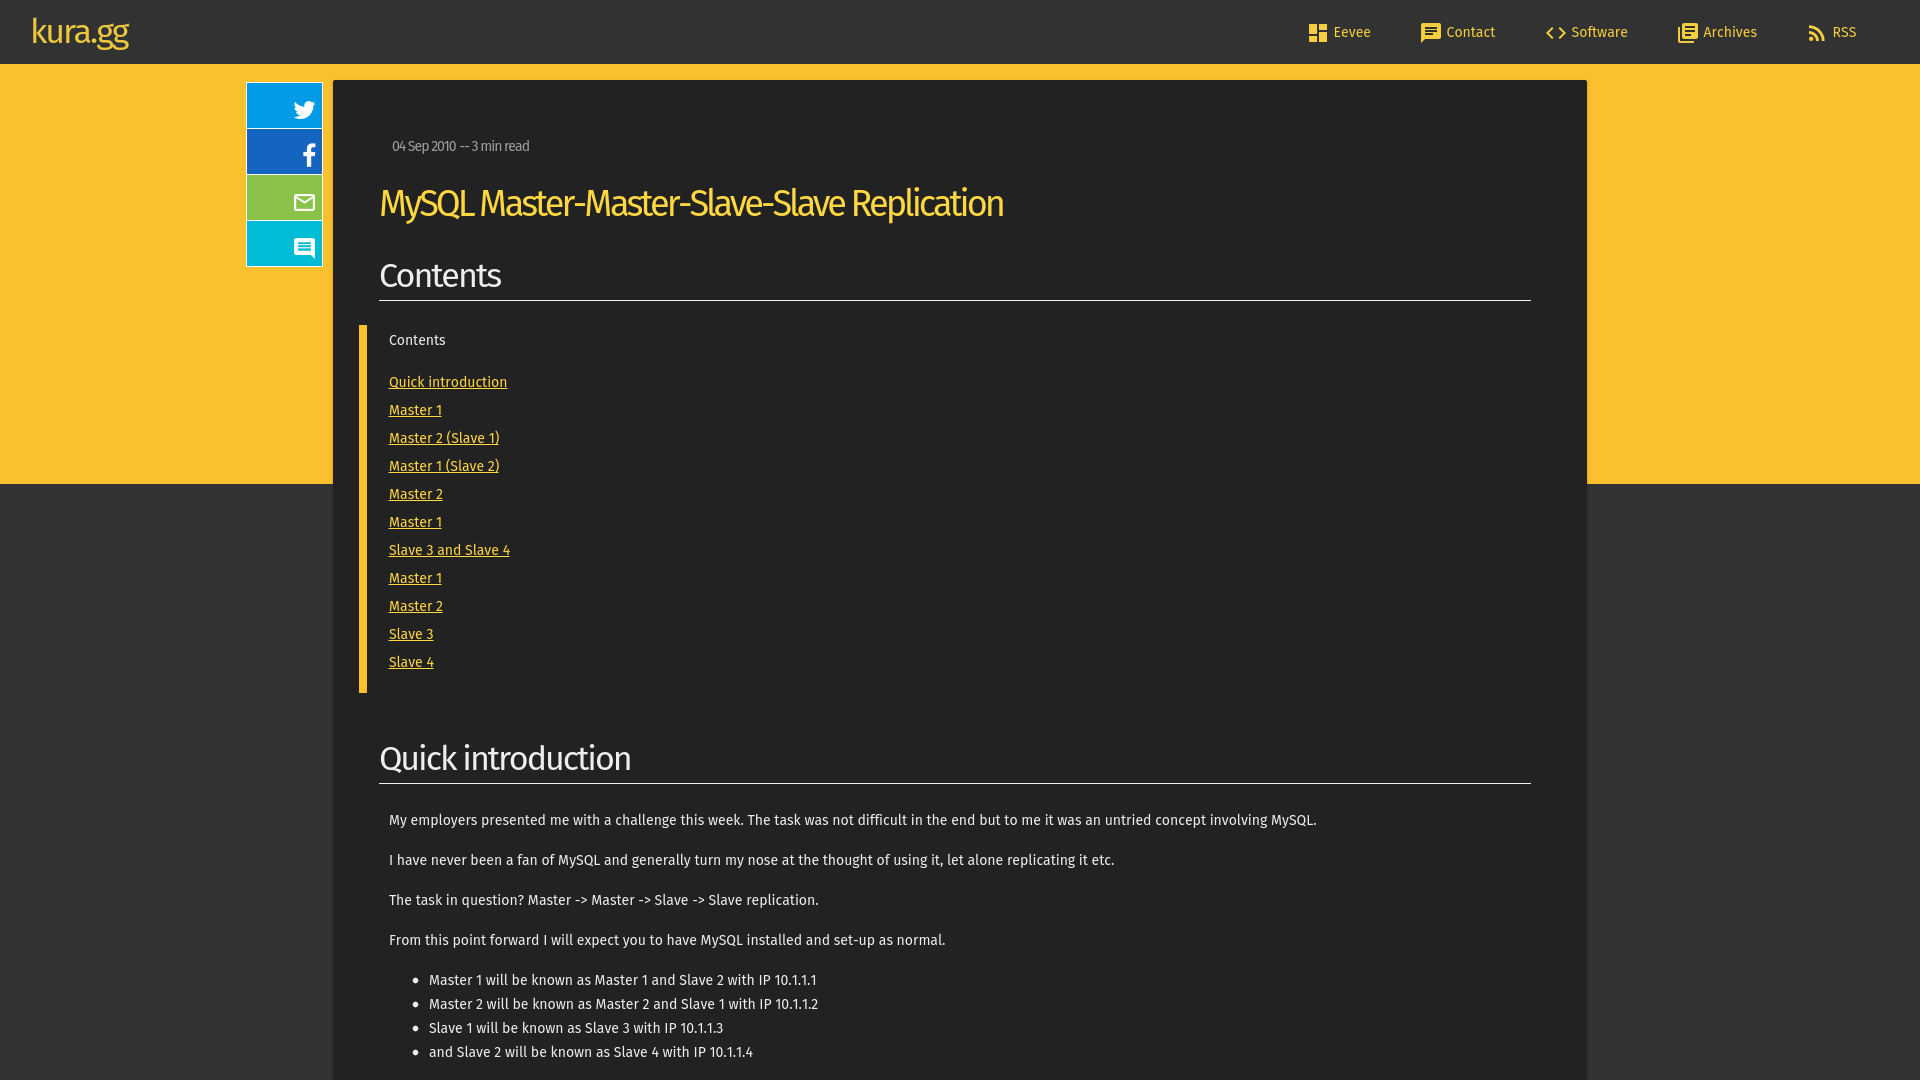 kura.gg
Eevee
Contact
Software
Archives
RSS
04 Sep 2010 -- 3 min read
MySQL Master-Master-Slave-Slave Replication
Contents
Contents
Quick introduction
Master 1
Master 2 (Slave 1)
Master 1 (Slave 2)
Master 2
Master 1
Slave 3 and Slave 4
Master 1
Master 2
Slave 3
Slave 4
Quick introduction
My employers presented me with a challenge this week. The task was not difficult in the end but to me it was an untried concept involving MySQL.
I have never been a fan of MySQL and generally turn my nose at the thought of using it, let alone replicating it etc.
The task in question? Master -> Master -> Slave -> Slave replication.
From this point forward I will expect you to have MySQL installed and set-up as normal.
• Master 1 will be known as Master 1 and Slave 2 with IP 10.1.1.1
• Master 2 will be known as Master 2 and Slave 1 with IP 10.1.1.2
• Slave 1 will be known as Slave 3 with IP 10.1.1.3
• and Slave 2 will be known as Slave 4 with IP 10.1.1.4